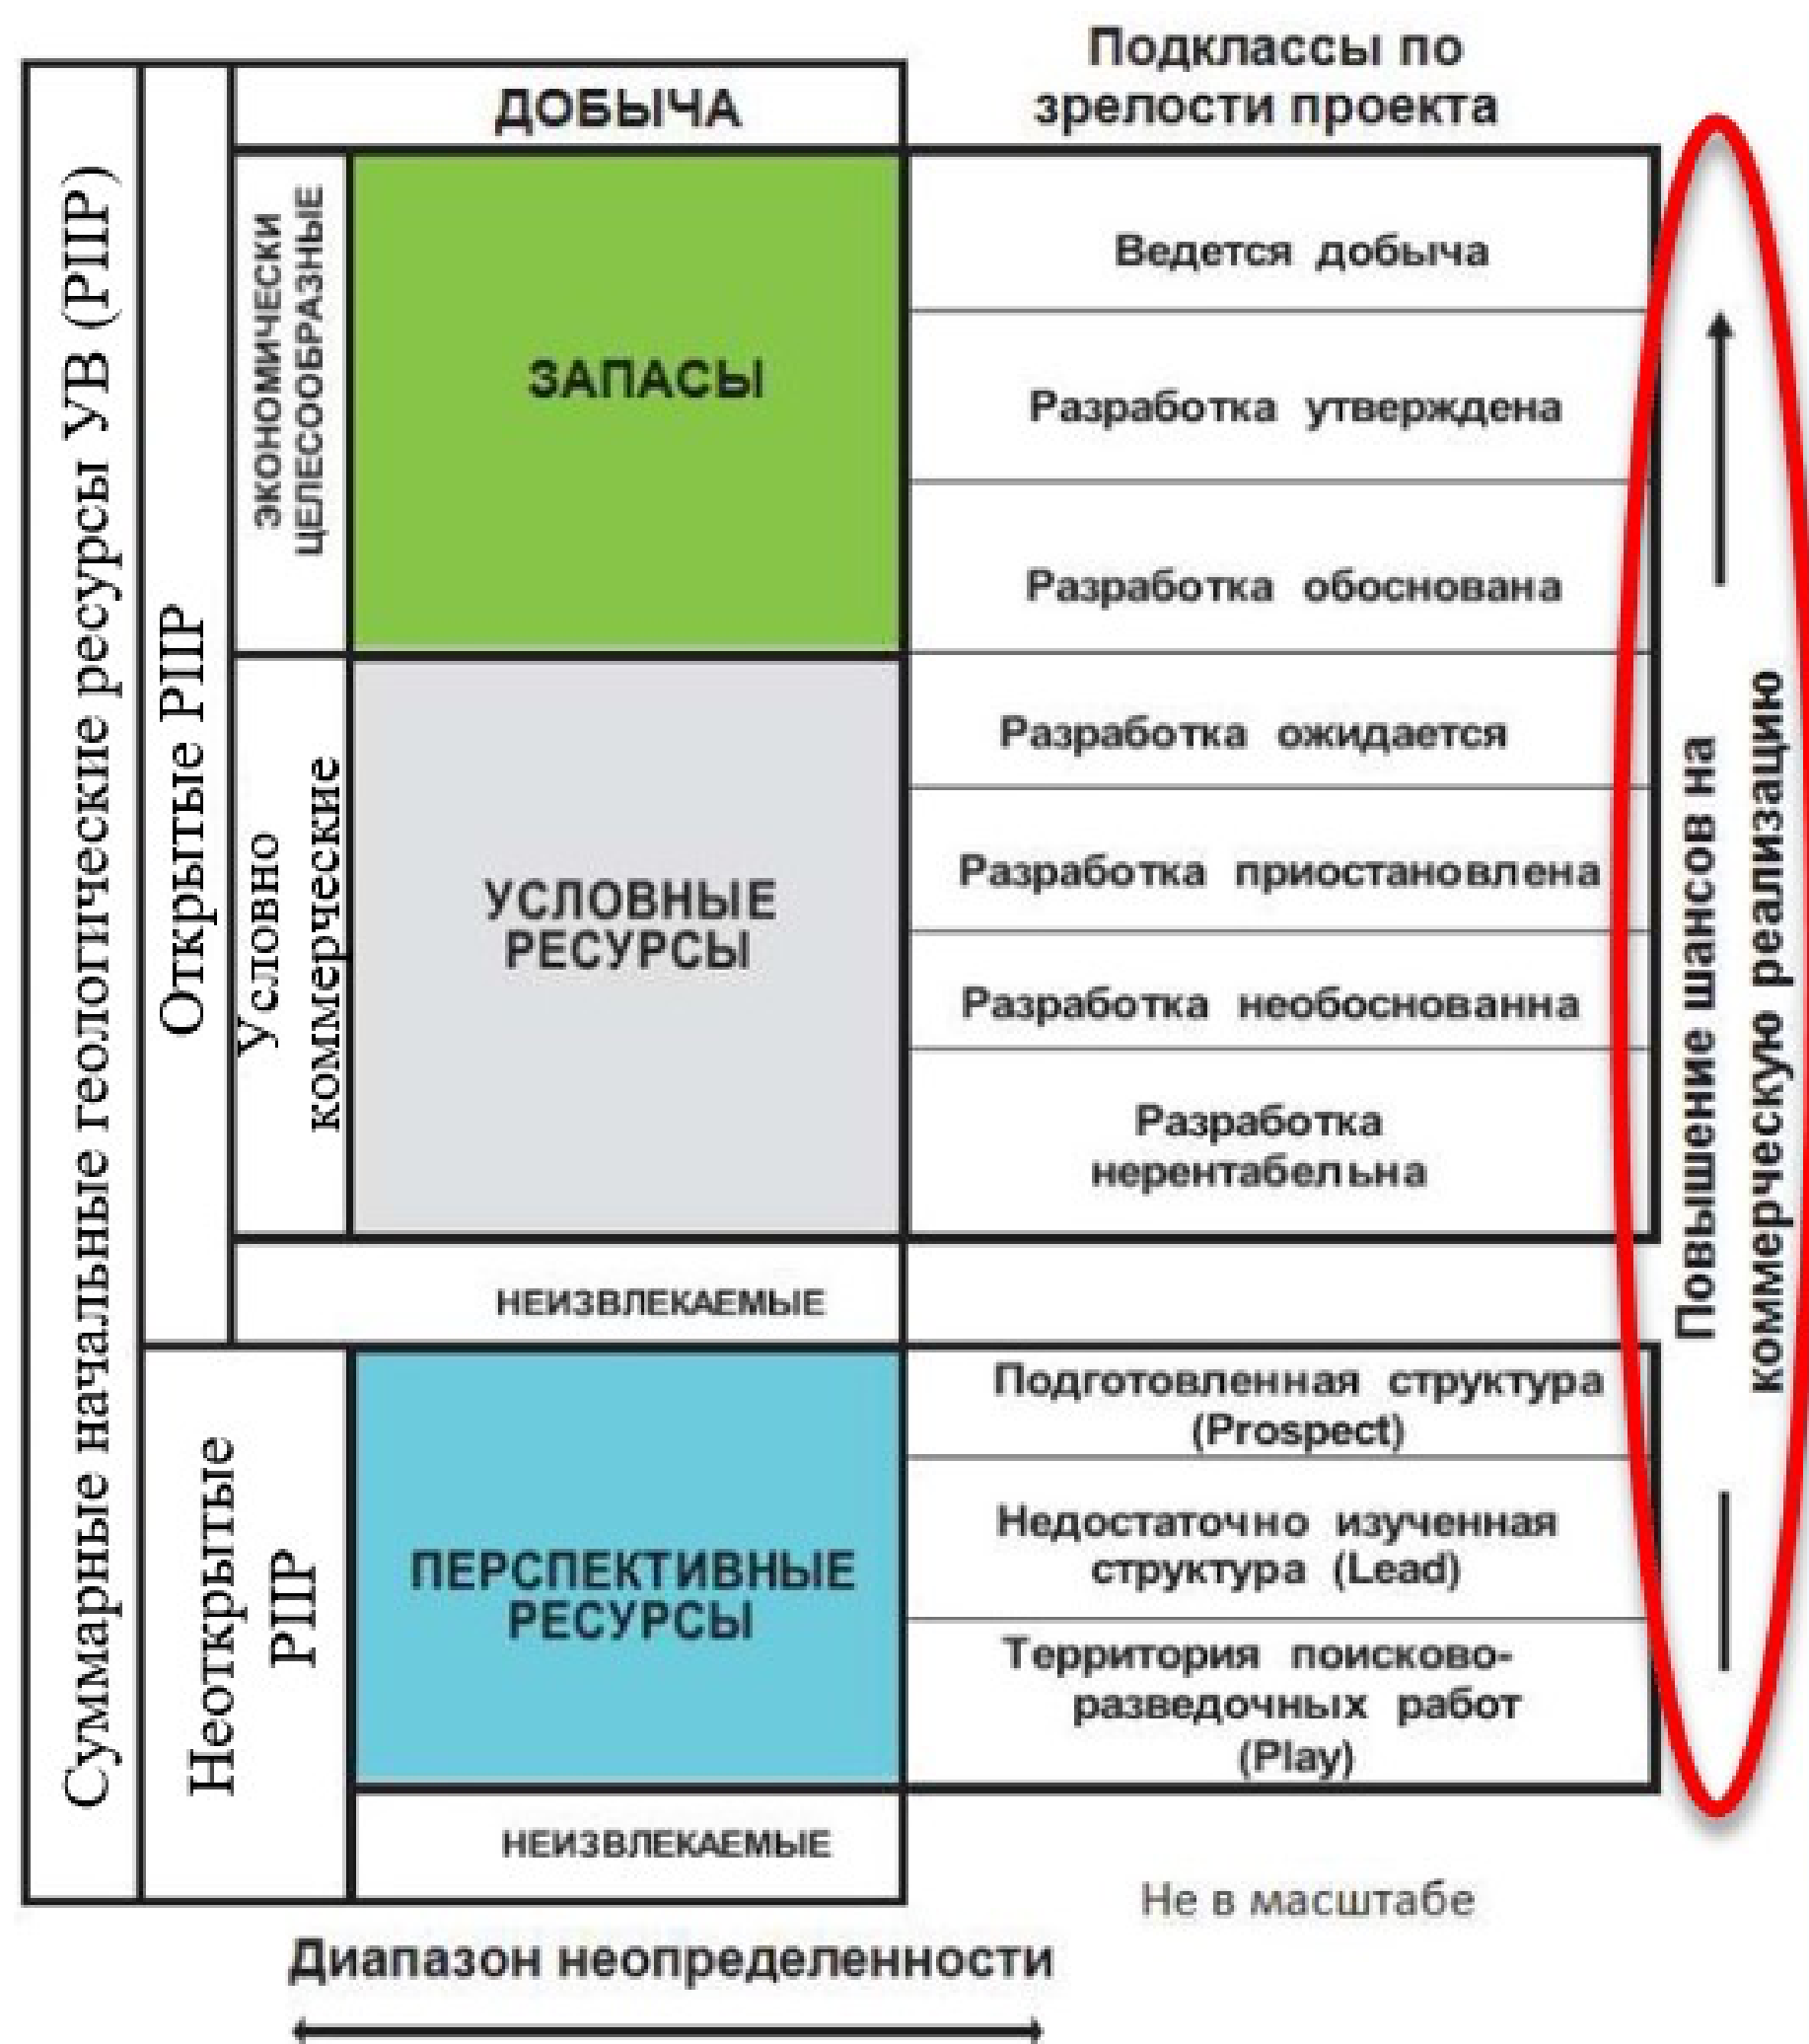 Подклассы по
зрелости проекта
ДОБЫЧА
Суммарные начальные геологические ресурсы УВ (PIIP)
Открытые PIIP
ЭКОНОМИЧЕСКИ
ЦЕЛЕСООБРАЗНЫЕ
ЗАПАСЫ
Ведется добыча
Разработка утверждена
Разработка обоснована
Условно
коммерческие
УСЛОВНЫЕ
РЕСУРСЫ
Разработка ожидается
Разработка приостановлена
Разработка необоснованна
Разработка
нерентабельна
НЕИЗВЛЕКАЕМЫЕ
Неоткрытые
PIIP
ПЕРСПЕКТИВНЫЕ
РЕСУРСЫ
Подготовленная структура
(Prospect)
Недостаточно изученная
структура (Lead)
Территория поисково-
разведочных работ
(Play)
НЕИЗВЛЕКАЕМЫЕ
Повышение шансов на
коммерческую реализацию
Не в масштабе
Диапазон неопределенности